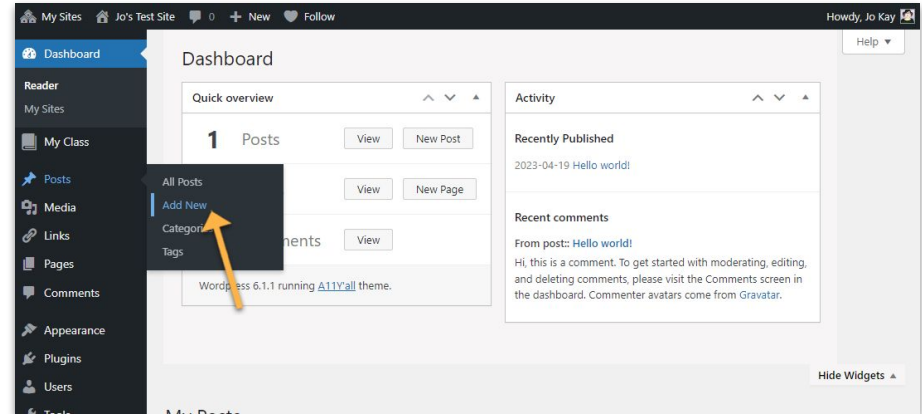 My Sites Jo's Test Site 0 New Follow Howdy, Jo Kay
Help
Dashboard
Reader
My Sites
My Class
Posts
Media
Links
Pages
Comments
Appearance
Plugins
Users
Tools
All Posts
Add New
Tags
Dashboard
Quick overview
1 Posts View New Post
View New Page
View
Wordpress 6.1.1 running A11Y'all theme.
Activity
Recently Published
2023-04-19 Hello world!
Recent comments
From post:: Hello world!
Hi, this is a comment. To get started with moderating, editing,
and deleting comments, please visit the Comments screen in
the dashboard. Commenter avatars come from Gravatar.
Hide Widgets
My Posts